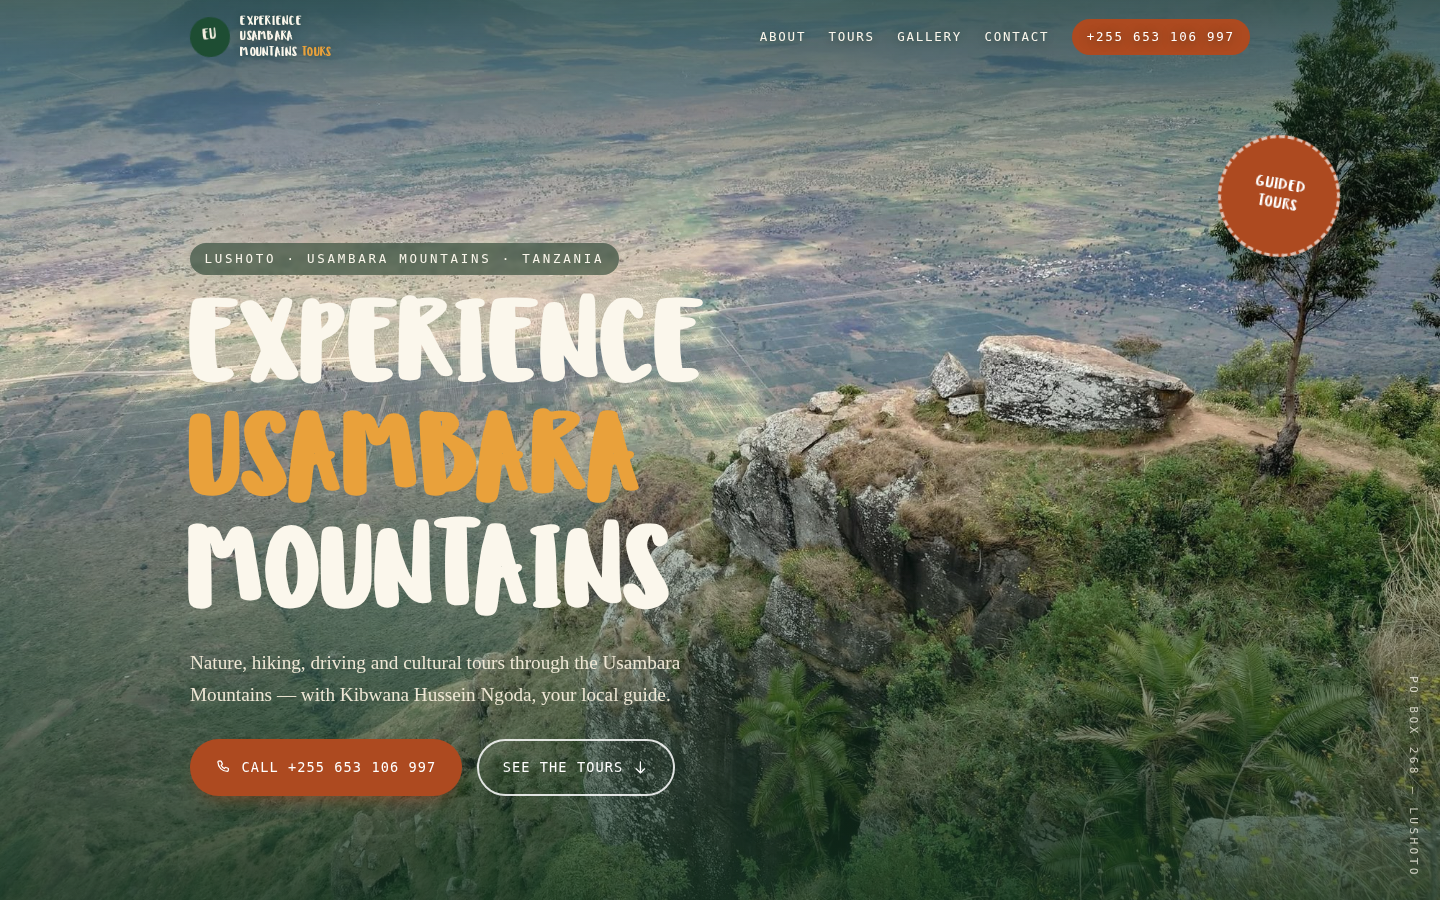 EU
EXPERIENCE
USAMBARA
MOUNTAINS TOURS
ABOUT TOURS GALLERY CONTACT +255 653 106 997
GUIDED
TOURS
LUSHOTO · USAMBARA MOUNTAINS · TANZANIA
EXPERIENCE
USAMBARA
MOUNTAINS
Nature, hiking, driving and cultural tours through the Usambara
Mountains — with Kibwana Hussein Ngoda, your local guide.
CALL +255 653 106 997
SEE THE TOURS ↓
PO BOX 268 — LUSHOTO